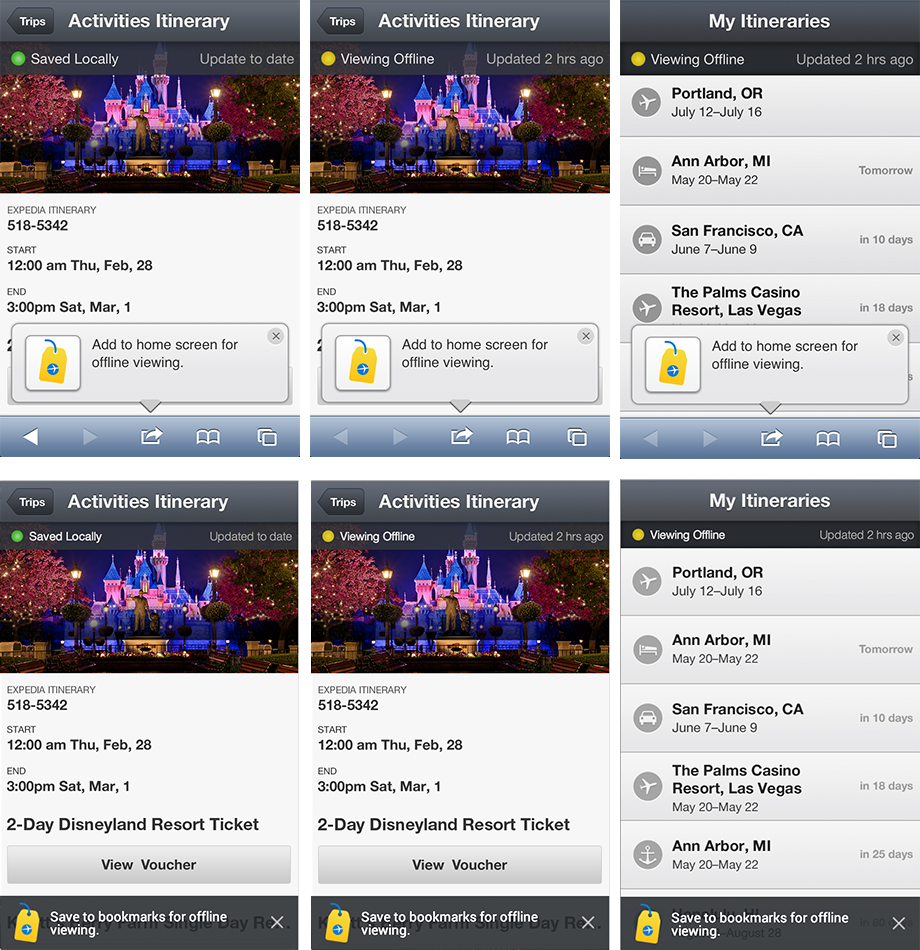 Trips
Activities Itinerary
Saved Locally
Update to date
EXPEDIA ITINERARY
518-5342
START
12:00 am Thu, Feb, 28
END
3:00pm Sat, Mar, 1
2
Add to home screen for
offline viewing.
Trips
Activities Itinerary
Viewing Offline
Updated 2 hrs ago
EXPEDIA ITINERARY
518-5342
START
12:00 am Thu, Feb, 28
END
3:00pm Sat, Mar, 1
2
Add to home screen for
offline viewing.
My Itineraries
Viewing Offline
Updated 2 hrs ago
Portland, OR
July 12–July 16
Ann Arbor, MI
May 20–May 22
Tomorrow
San Francisco, CA
June 7–June 9
in 10 days
The Palms Casino
Resort, Las Vegas
in 18 days
Add to home screen for
offline viewing.
Trips
Activities Itinerary
Saved Locally
Updated to date
EXPEDIA ITINERARY
518-5342
START
12:00 am Thu, Feb, 28
END
3:00pm Sat, Mar, 1
2-Day Disneyland Resort Ticket
View Voucher
Save to bookmarks for offline
viewing.
Trips
Activities Itinerary
Viewing Offline
Updated 2 hrs ago
EXPEDIA ITINERARY
518-5342
START
12:00 am Thu, Feb, 28
END
3:00pm Sat, Mar, 1
2-Day Disneyland Resort Ticket
View Voucher
Save to bookmarks for offline
viewing.
My Itineraries
Viewing Offline
Updated 2 hrs ago
Portland, OR
July 12–July 16
Ann Arbor, MI
May 20–May 22
Tomorrow
San Francisco, CA
June 7–June 9
in 10 days
The Palms Casino
Resort, Las Vegas
May 20–May 22
in 18 days
Ann Arbor, MI
May 20–May 22
in 25 days
Save to bookmarks for offline
viewing.